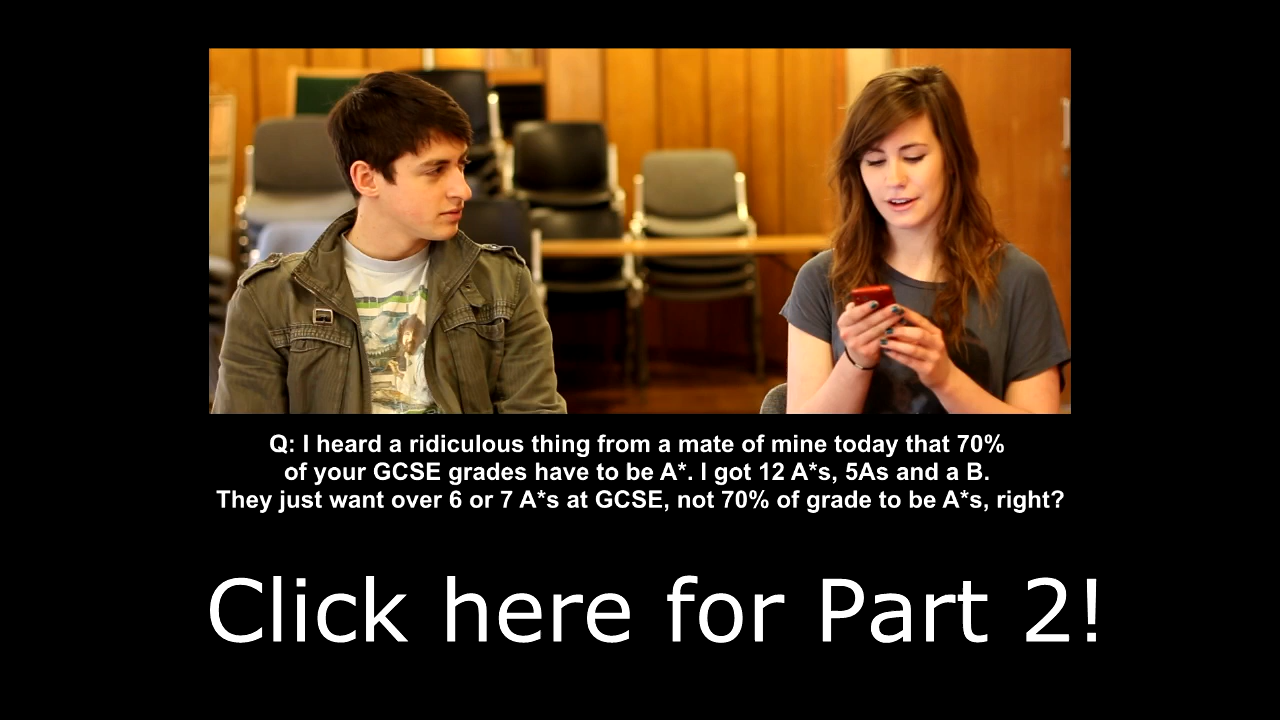 Q: I heard a ridiculous thing from a mate of mine today that 70%
of your GCSE grades have to be A*. I got 12 A*s, 5As and a B.
They just want over 6 or 7 A*s at GCSE, not 70% of grade to be A*s, right?
Click here for Part 2!